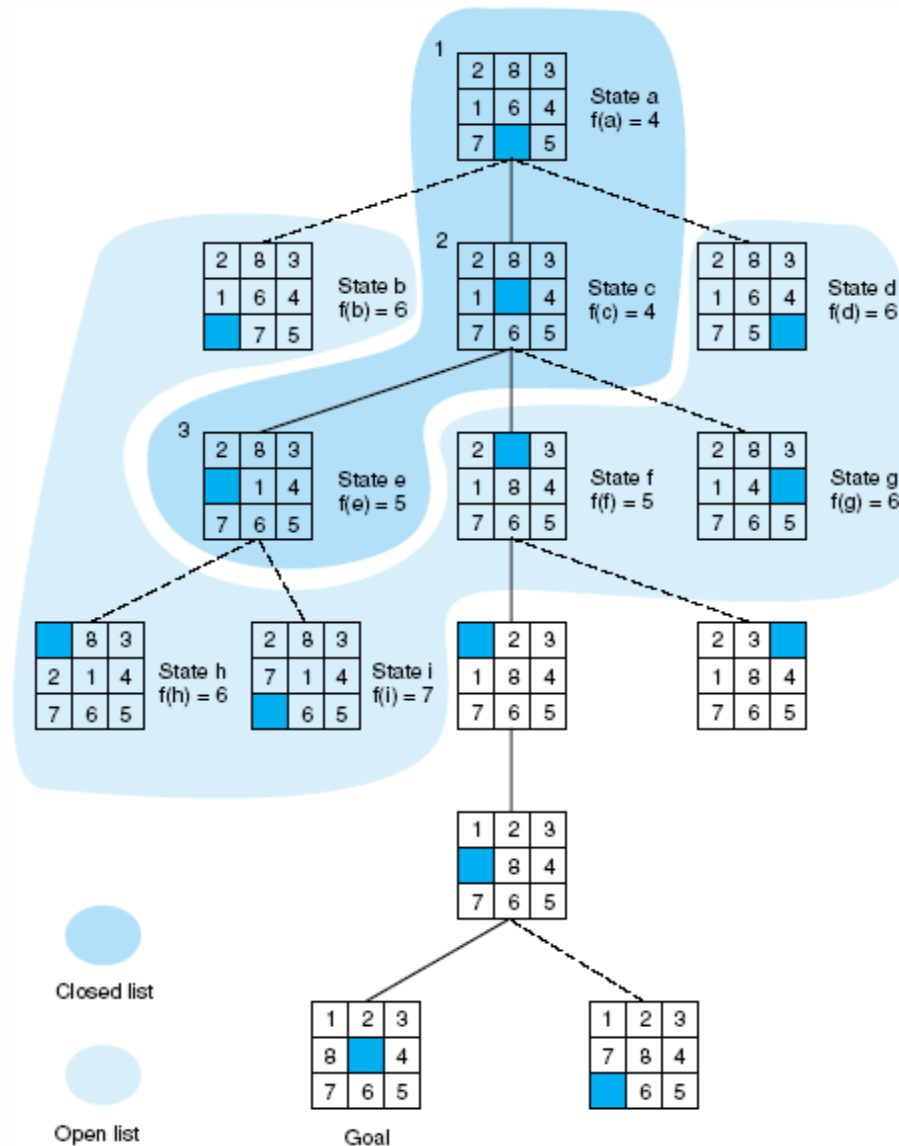 1
2 8 3
1 6 4
7 5
State a
f(a) = 4
2 8 3
1 6 4
7 5
State b
f(b) = 6
2
2 8 3
1 4
7 6 5
State c
f(c) = 4
2 8 3
1 6 4
7 5
State d
f(d) = 6
3
2 8 3
1 4
7 6 5
State e
f(e) = 5
2 3
1 8 4
7 6 5
State f
f(f) = 5
2 8 3
1 4
7 6 5
State g
f(g) = 6
8 3
2 1 4
7 6 5
State h
f(h) = 6
2 8 3
7 1 4
6 5
State i
f(i) = 7
2 3
1 8 4
7 6 5
2 3
1 8 4
7 6 5
1 2 3
8 4
7 6 5
Closed list
1 2 3
8 4
7 6 5
Goal
1 2 3
7 8 4
6 5
Open list